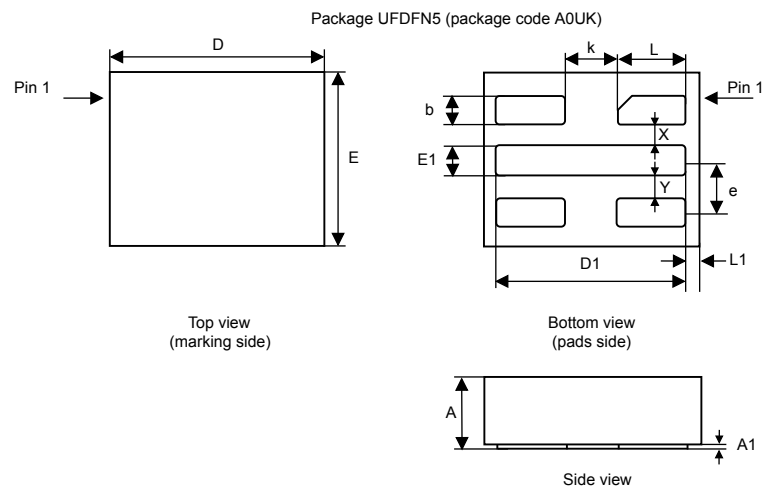 Package UFDFN5 (package code A0UK)
D
k
L
Pin 1
Pin 1
b
X
E
E1
Y
e
D1
L1
Top view
(marking side)
Bottom view
(pads side)
A
A1
Side view